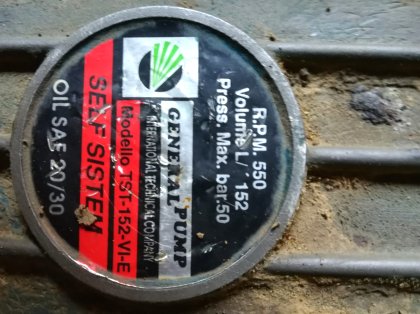 R.P.M. 550
Volume L/' 152
Press. Max. bar.50
GENERAL PUMP
INTERNATIONAL TECHNICAL COMPANY
Modello TST-152-VI-E
SELF SISTEM
OIL SAE 20/30